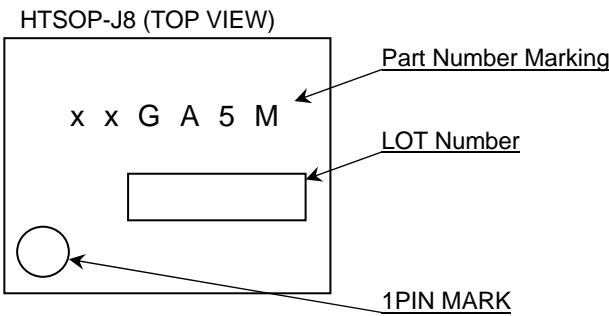 HTSOP-J8 (TOP VIEW)
Part Number Marking
x x G A 5 M
LOT Number
1PIN MARK